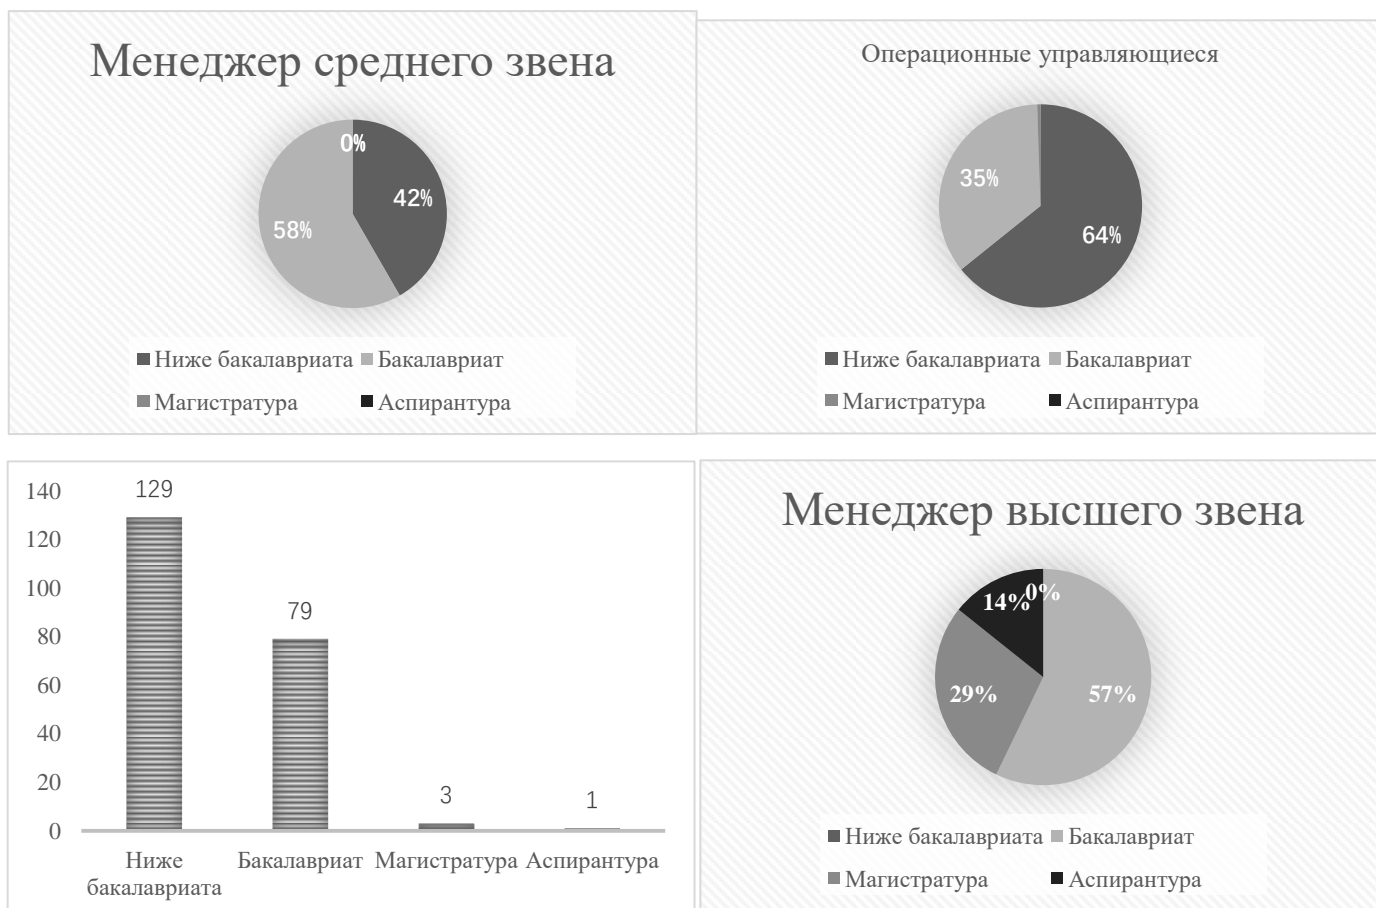 Менеджер среднего звена
0%
42%
58%
Ниже бакалавриата Бакалавриат
Магистратура Аспирантура
Операционные управляющиеся
35%
64%
Ниже бакалавриата Бакалавриат
Магистратура Аспирантура
140
120
100
80
60
40
20
0
129
79
3
1
Ниже бакалавриата
Бакалавриат
Магистратура
Аспирантура
Менеджер высшего звена
14%
0%
29%
57%
Ниже бакалавриата Бакалавриат
Магистратура Аспирантура